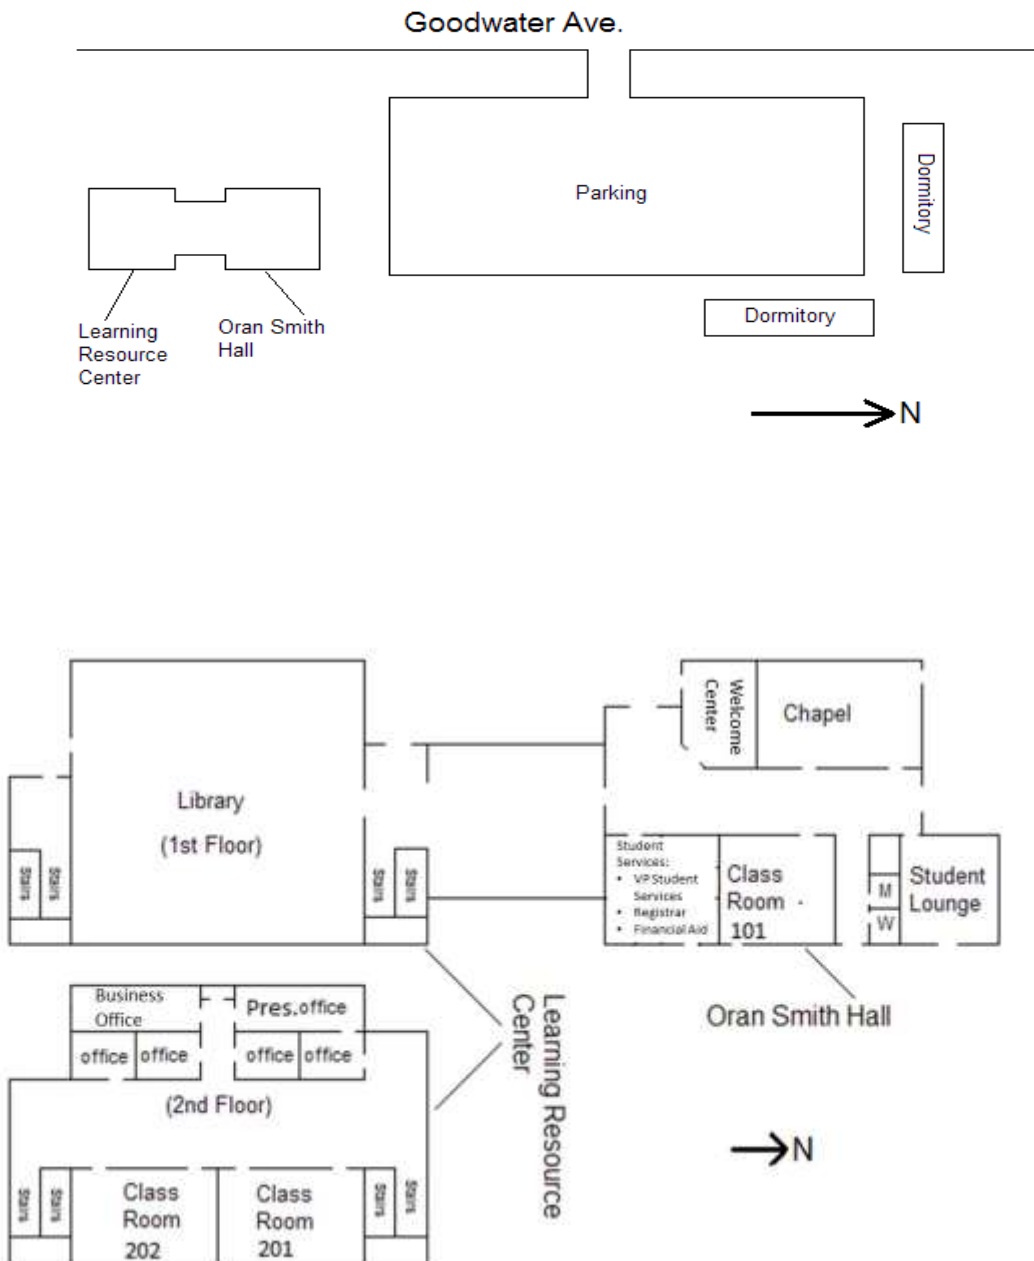 Goodwater Ave.
Parking
Dormitory
Dormitory
Learning
Resource
Center
Oran Smith
Hall
N
Welcome
Center
Chapel
Library
(1st Floor)
Stairs
Stairs
Stairs
Stairs
Student
Services:
• VP Student
Services
• Registrar
• Financial Aid
Class
Room
101
M
W
Student
Lounge
Oran Smith Hall
Learning Resource
Center
Business
Office
Pres.office
office
office
office
office
(2nd Floor)
N
Stairs
Stairs
Class
Room
202
Class
Room
201
Stairs
Stairs